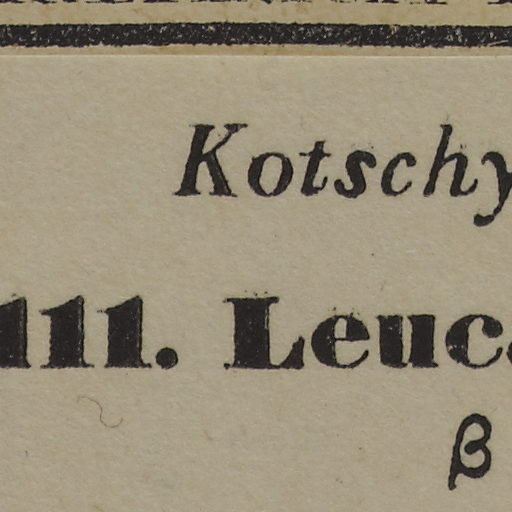 Kotschy
111. Leuc
β